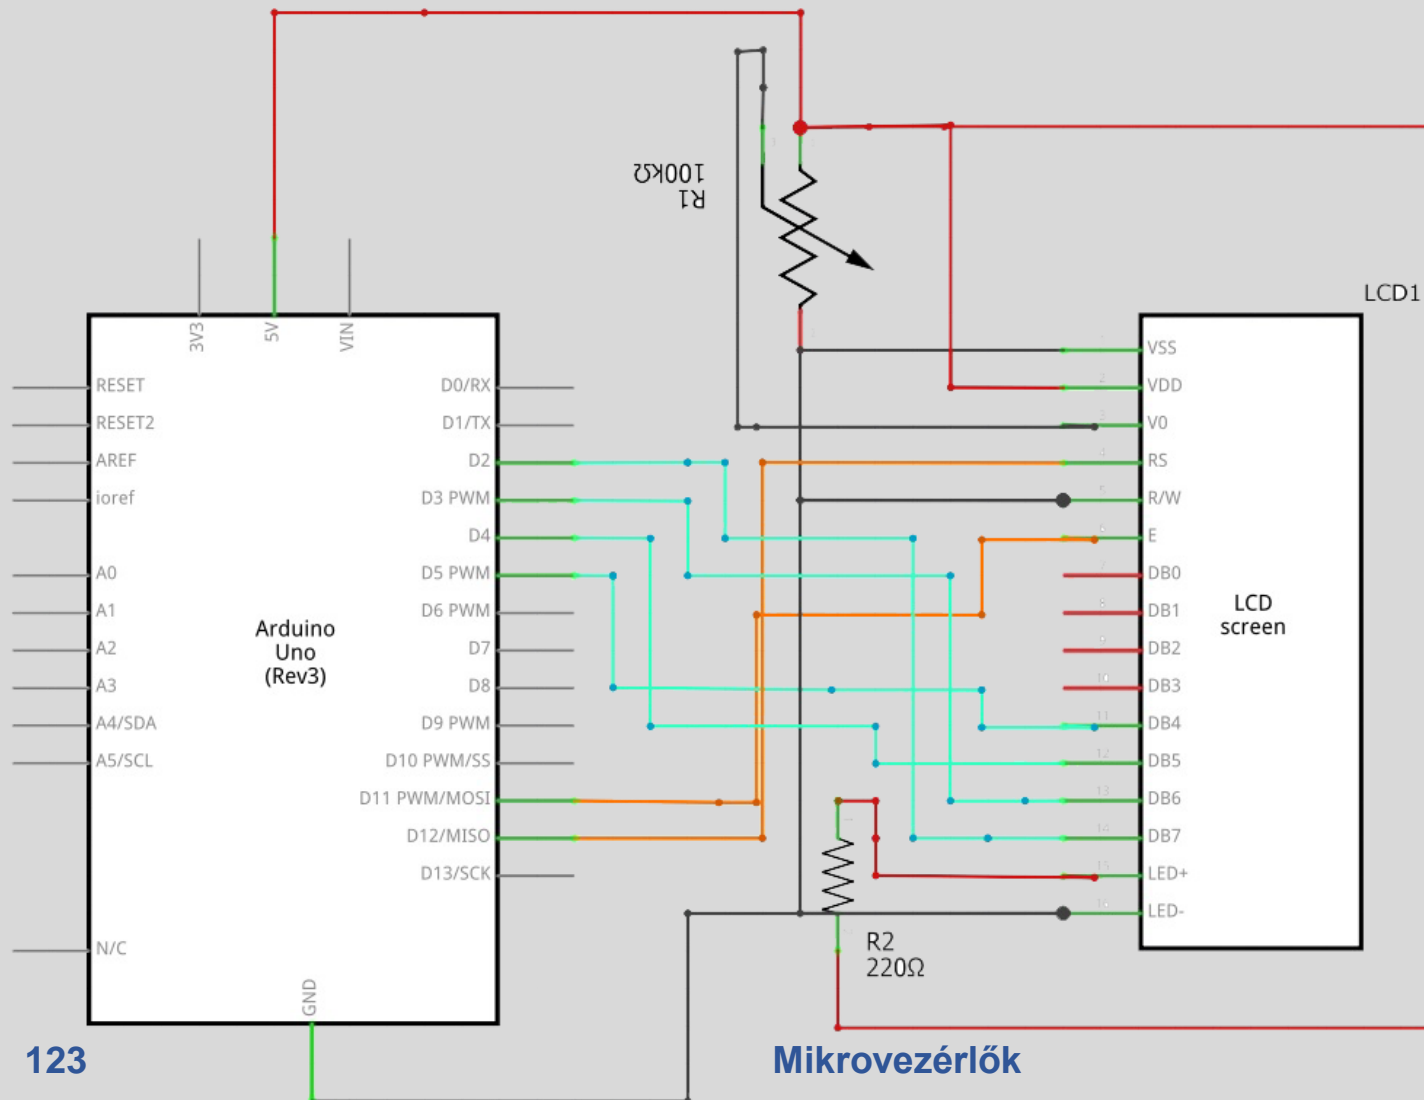 R1
100kΩ
LCD1
3V3
5V
VIN
RESET
RESET2
AREF
ioref
A0
A1
A2
A3
A4/SDA
A5/SCL
N/C
Arduino
Uno
(Rev3)
D0/RX
D1/TX
D2
D3 PWM
D4
D5 PWM
D6 PWM
D7
D8
D9 PWM
D10 PWM/SS
D11 PWM/MOSI
D12/MISO
D13/SCK
GND
VSS
VDD
V0
RS
R/W
E
DB0
DB1
DB2
DB3
DB4
DB5
DB6
DB7
LED+
LED-
LCD
screen
R2
220Ω
123
Mikrovezérlők